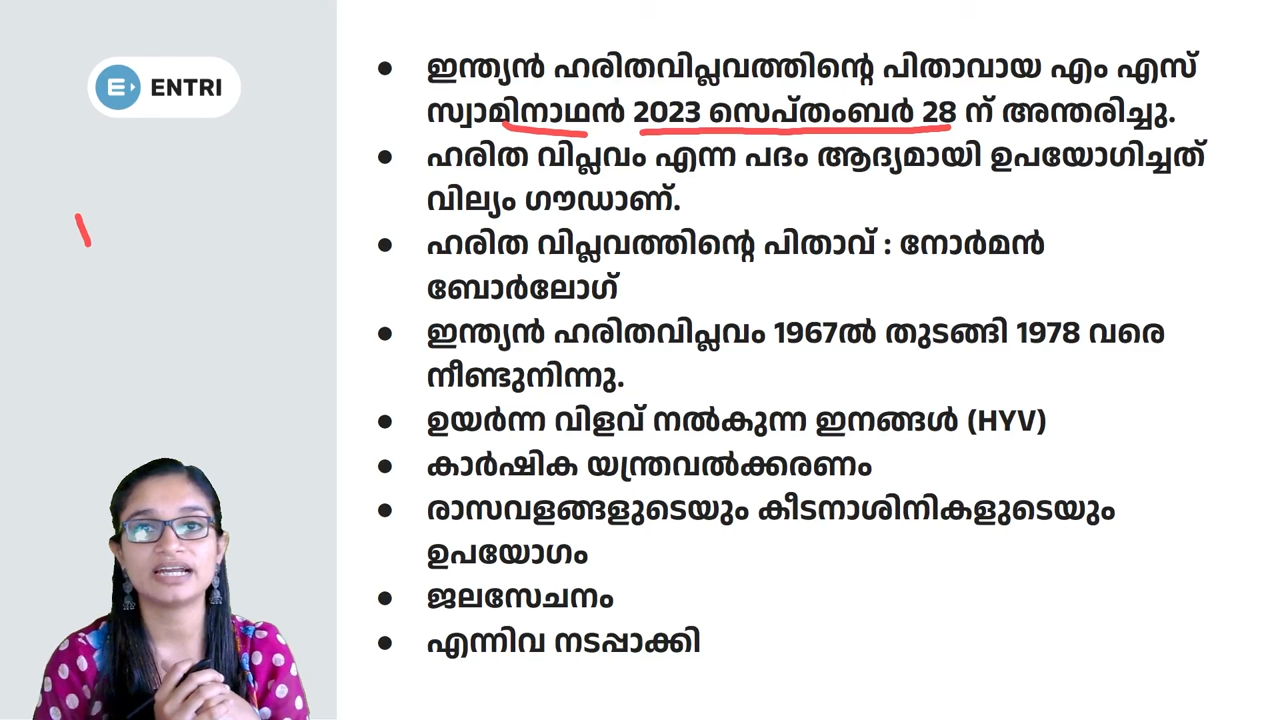 ENTRI
ഇന്ത്യൻ ഹരിതവിപ്ലവത്തിന്റെ പിതാവായ എം എസ്
സ്വാമിനാഥൻ 2023 സെപ്തംബർ 28 ന് അന്തരിച്ചു.
ഹരിത വിപ്ലവം എന്ന പദം ആദ്യമായി ഉപയോഗിച്ചത്
വില്യം ഗൗഡാണ്.
ഹരിത വിപ്ലവത്തിന്റെ പിതാവ് : നോർമൻ
ബോർലോഗ്
ഇന്ത്യൻ ഹരിതവിപ്ലവം 1967ൽ തുടങ്ങി 1978 വരെ
നീണ്ടുനിന്നു.
ഉയർന്ന വിളവ് നൽകുന്ന ഇനങ്ങൾ (HYV)
കാർഷിക യന്ത്രവൽക്കരണം
രാസവളങ്ങളുടെയും കീടനാശിനികളുടെയും
ഉപയോഗം
ജലസേചനം
എന്നിവ നടപ്പാക്കി